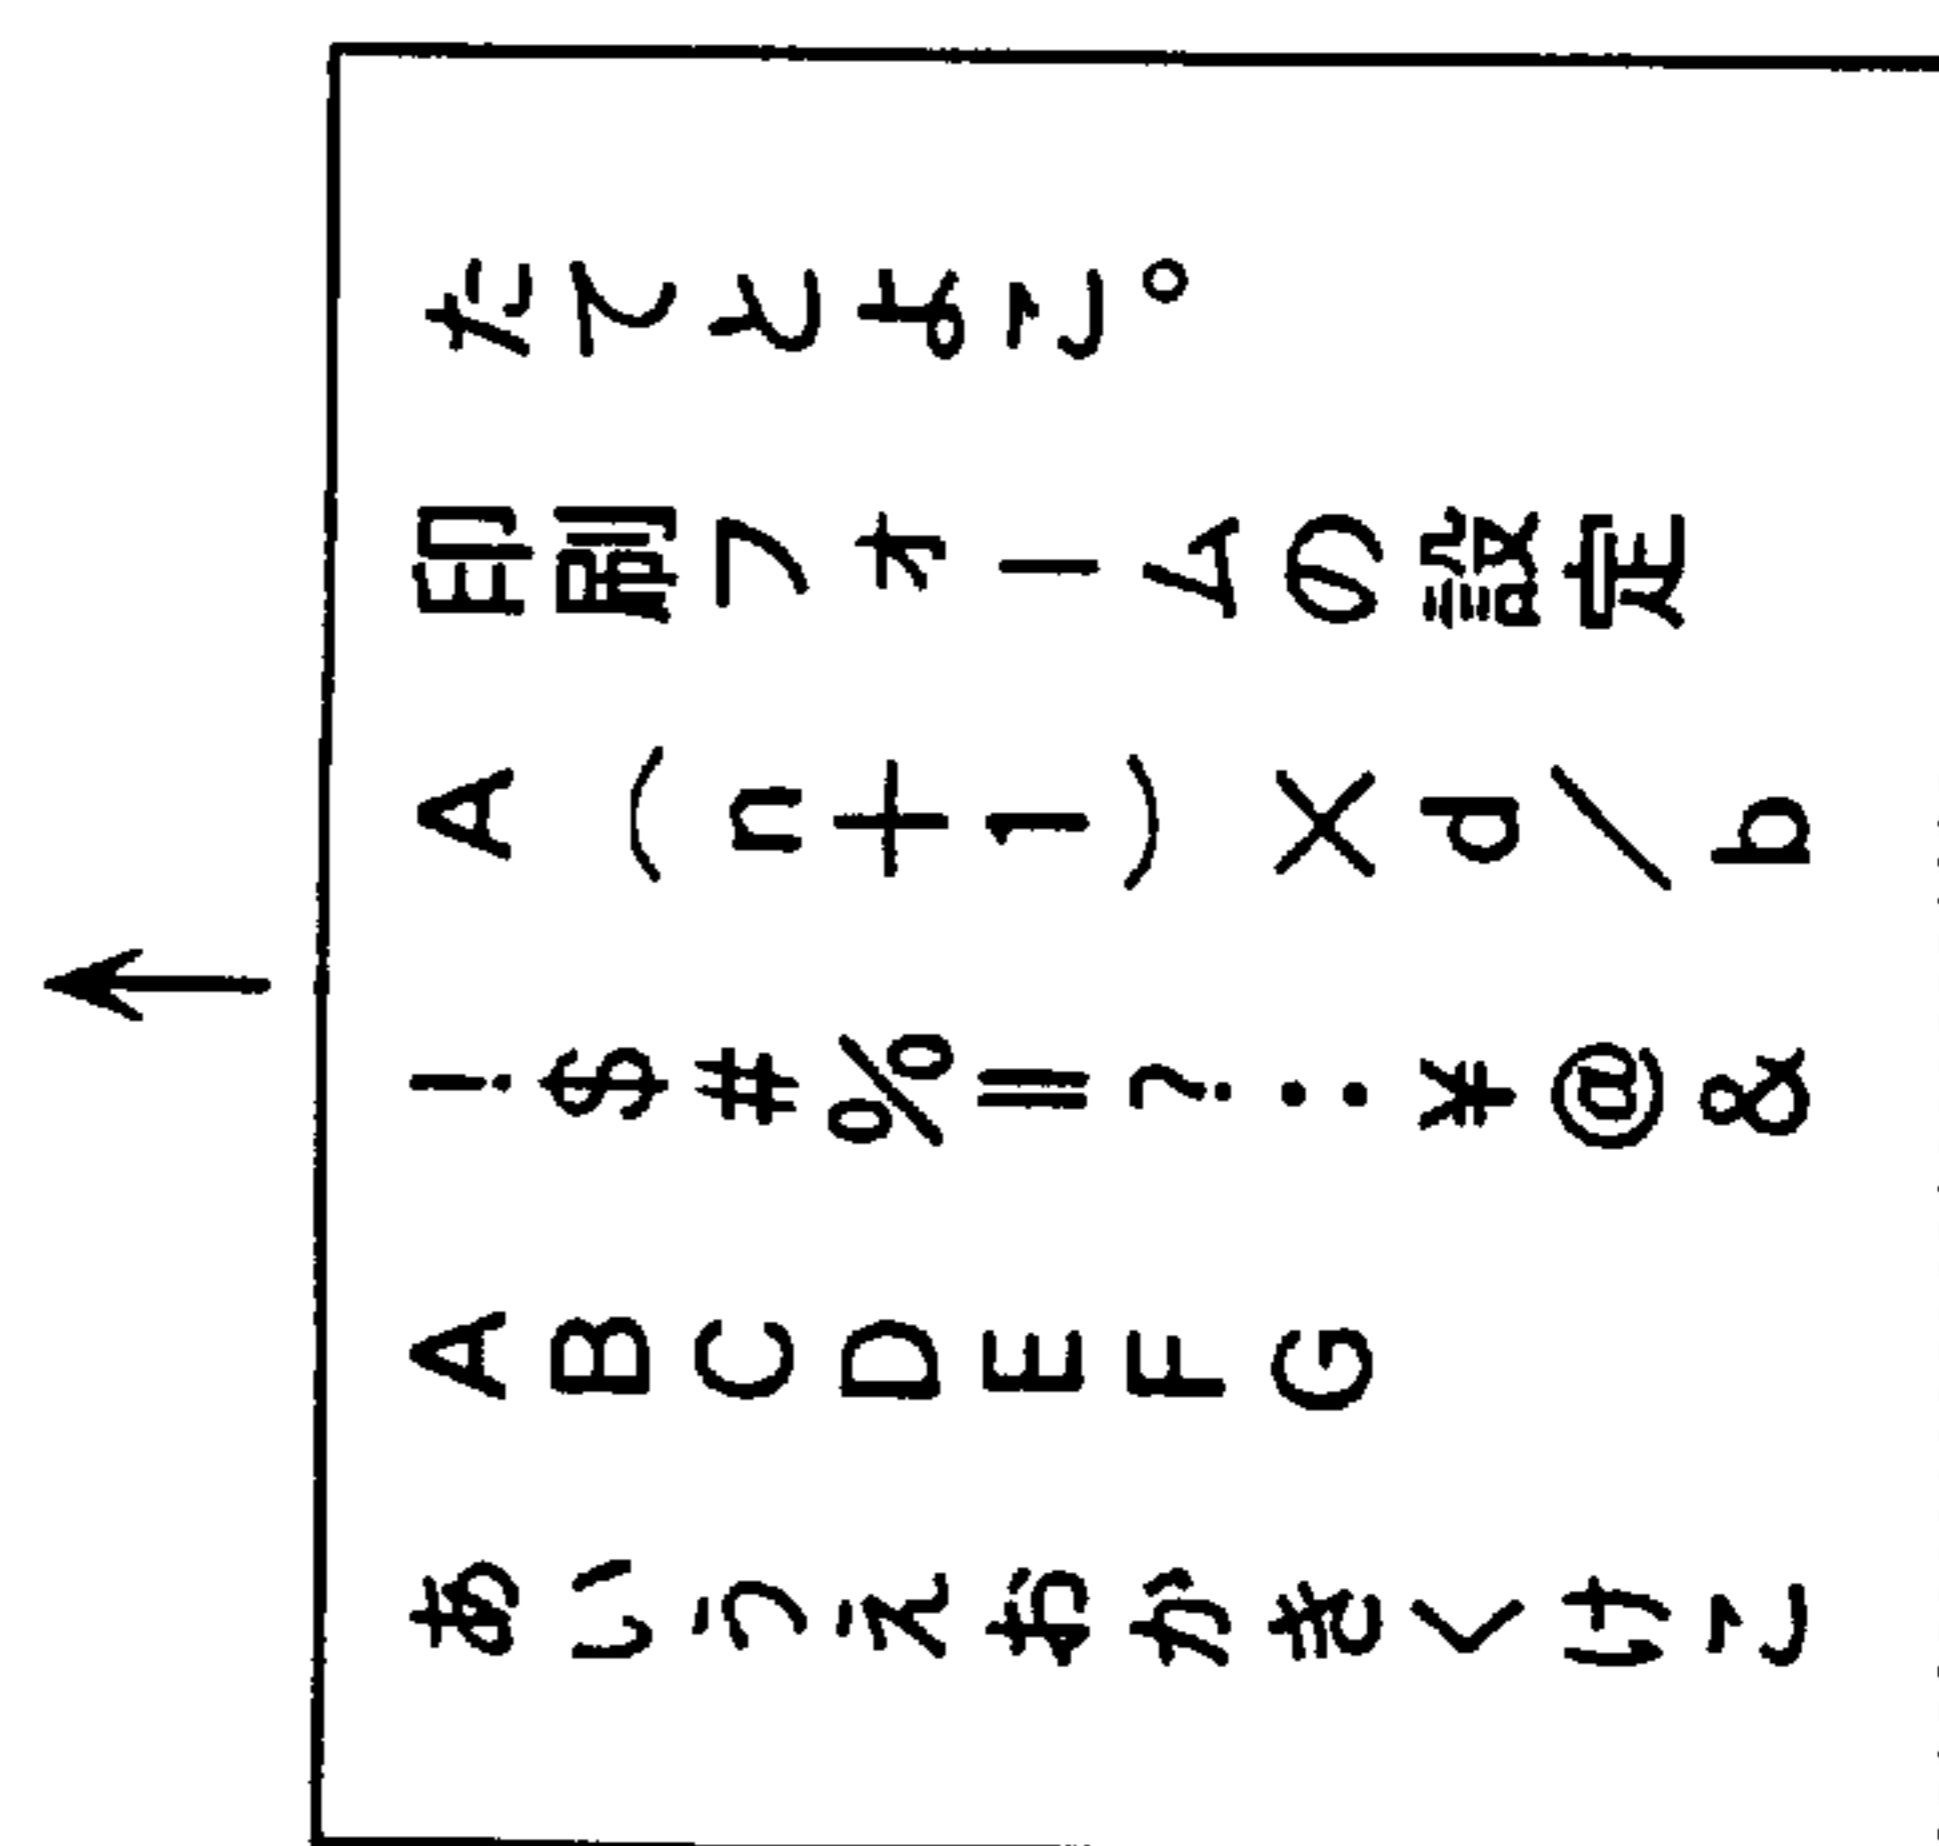 たてとよこ。
印刷フォームの設定
A(n+1)×d/b
!$#%=?:¥@&
ABCDEFG
あいうえおかきくけこ